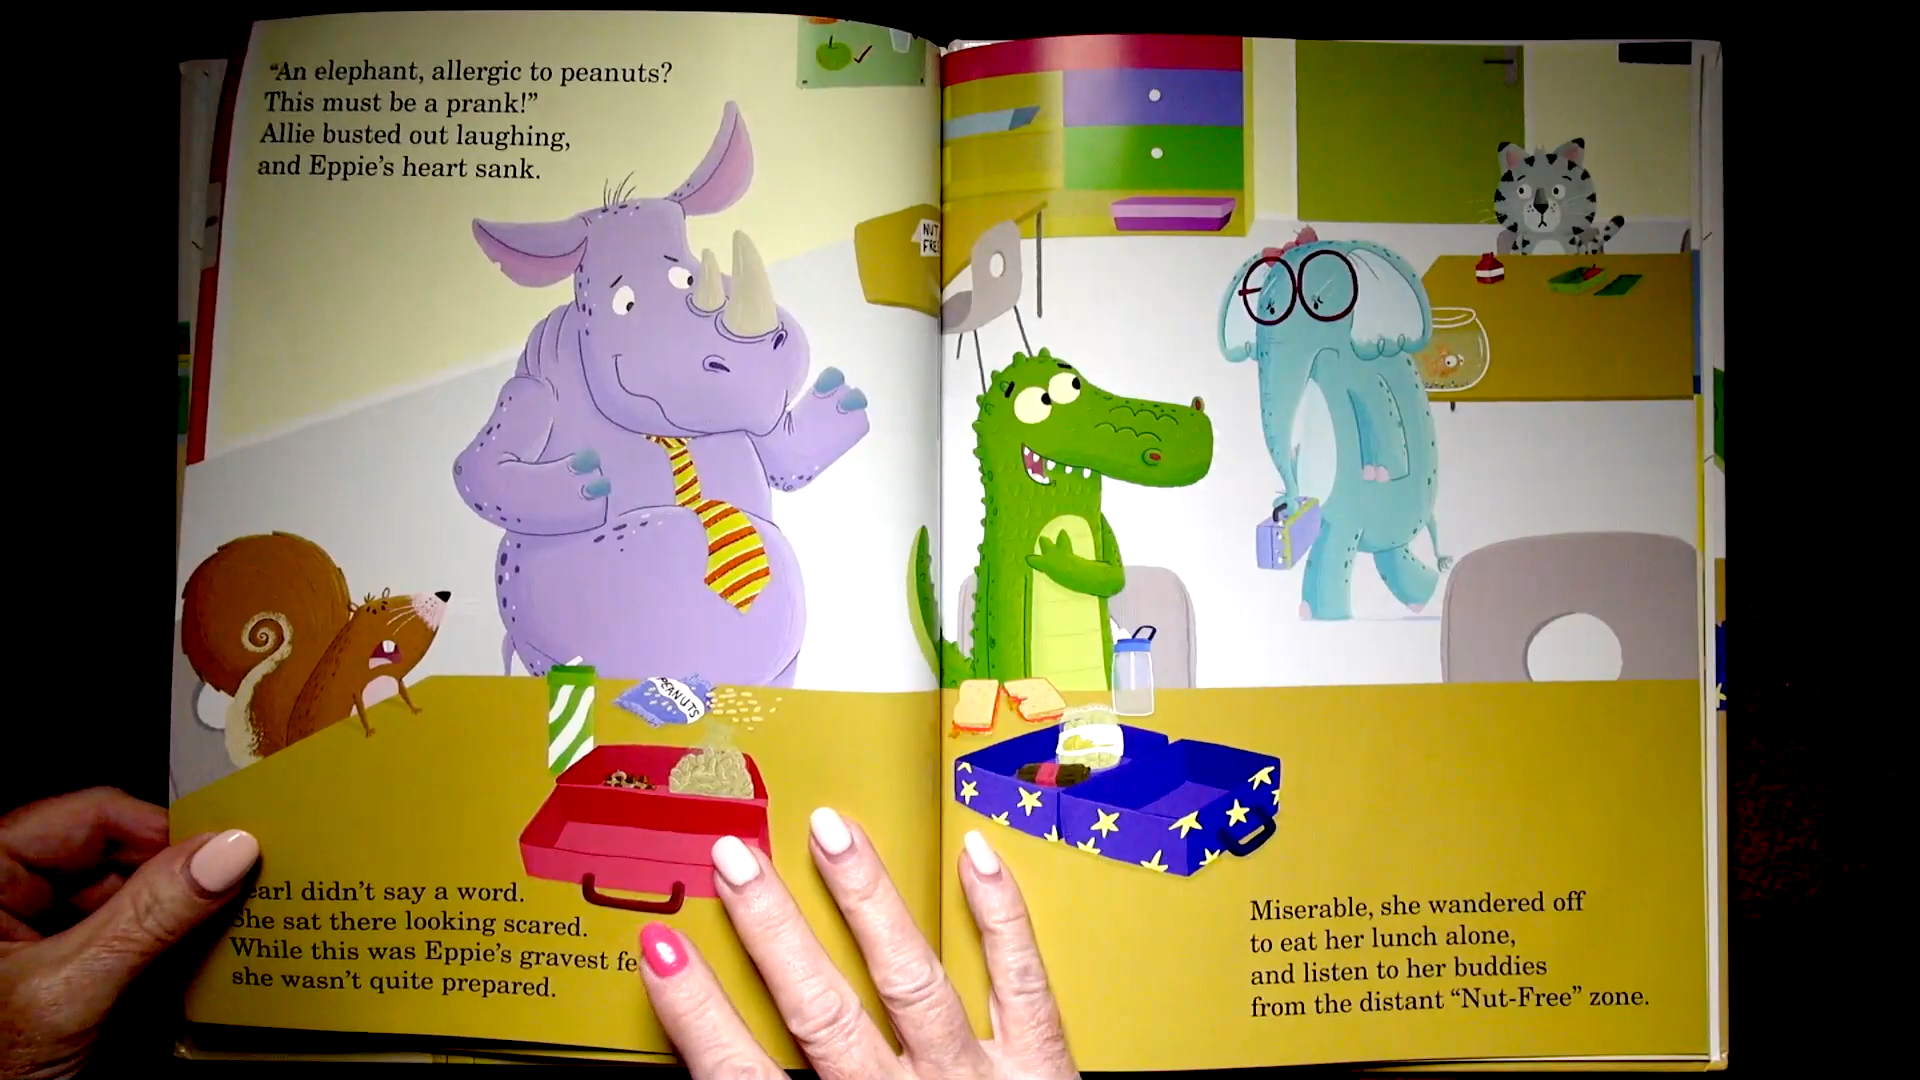 “An elephant, allergic to peanuts?
This must be a prank!”
Allie busted out laughing,
and Eppie’s heart sank.
NUT
FREE
PEANUTS
earl didn’t say a word.
She sat there looking scared.
While this was Eppie’s gravest fe
she wasn’t quite prepared.
Miserable, she wandered off
to eat her lunch alone,
and listen to her buddies
from the distant “Nut-Free” zone.